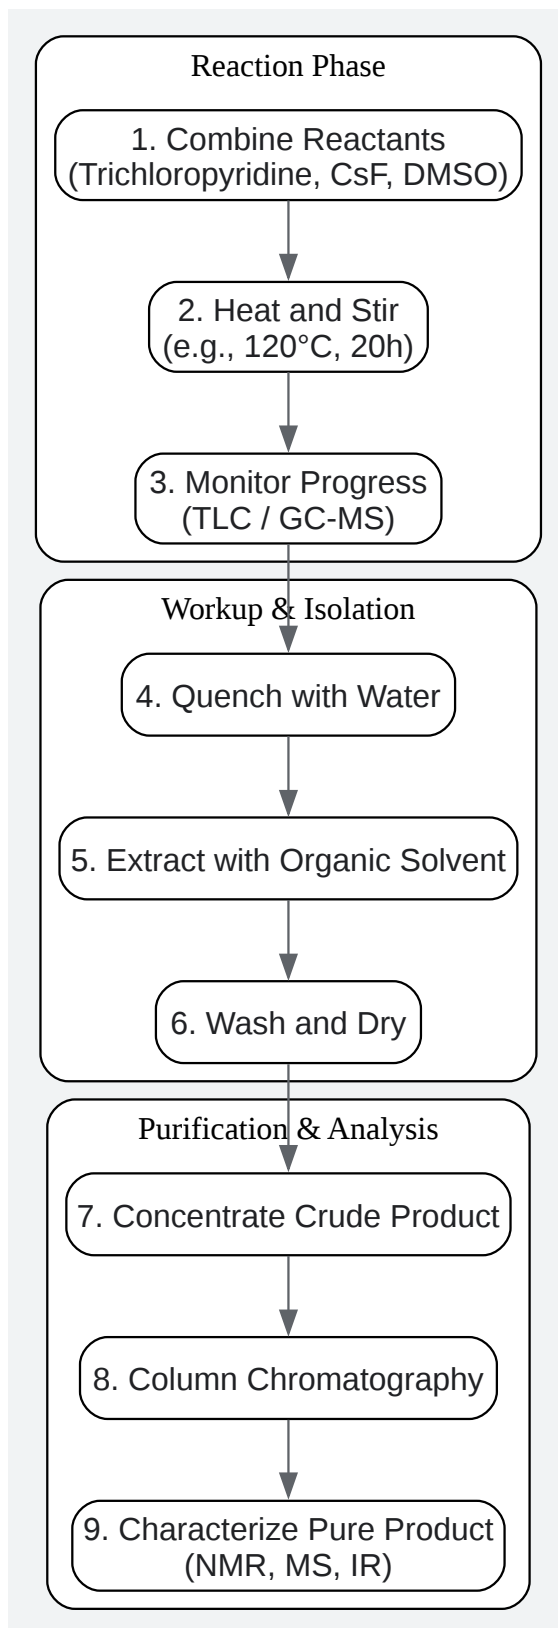 Reaction Phase
1. Combine Reactants
(Trichloropyridine, CsF, DMSO)
2. Heat and Stir
(e.g., 120°C, 20h)
3. Monitor Progress
(TLC / GC-MS)
Workup & Isolation
4. Quench with Water
5. Extract with Organic Solvent
6. Wash and Dry
Purification & Analysis
7. Concentrate Crude Product
8. Column Chromatography
9. Characterize Pure Product
(NMR, MS, IR)